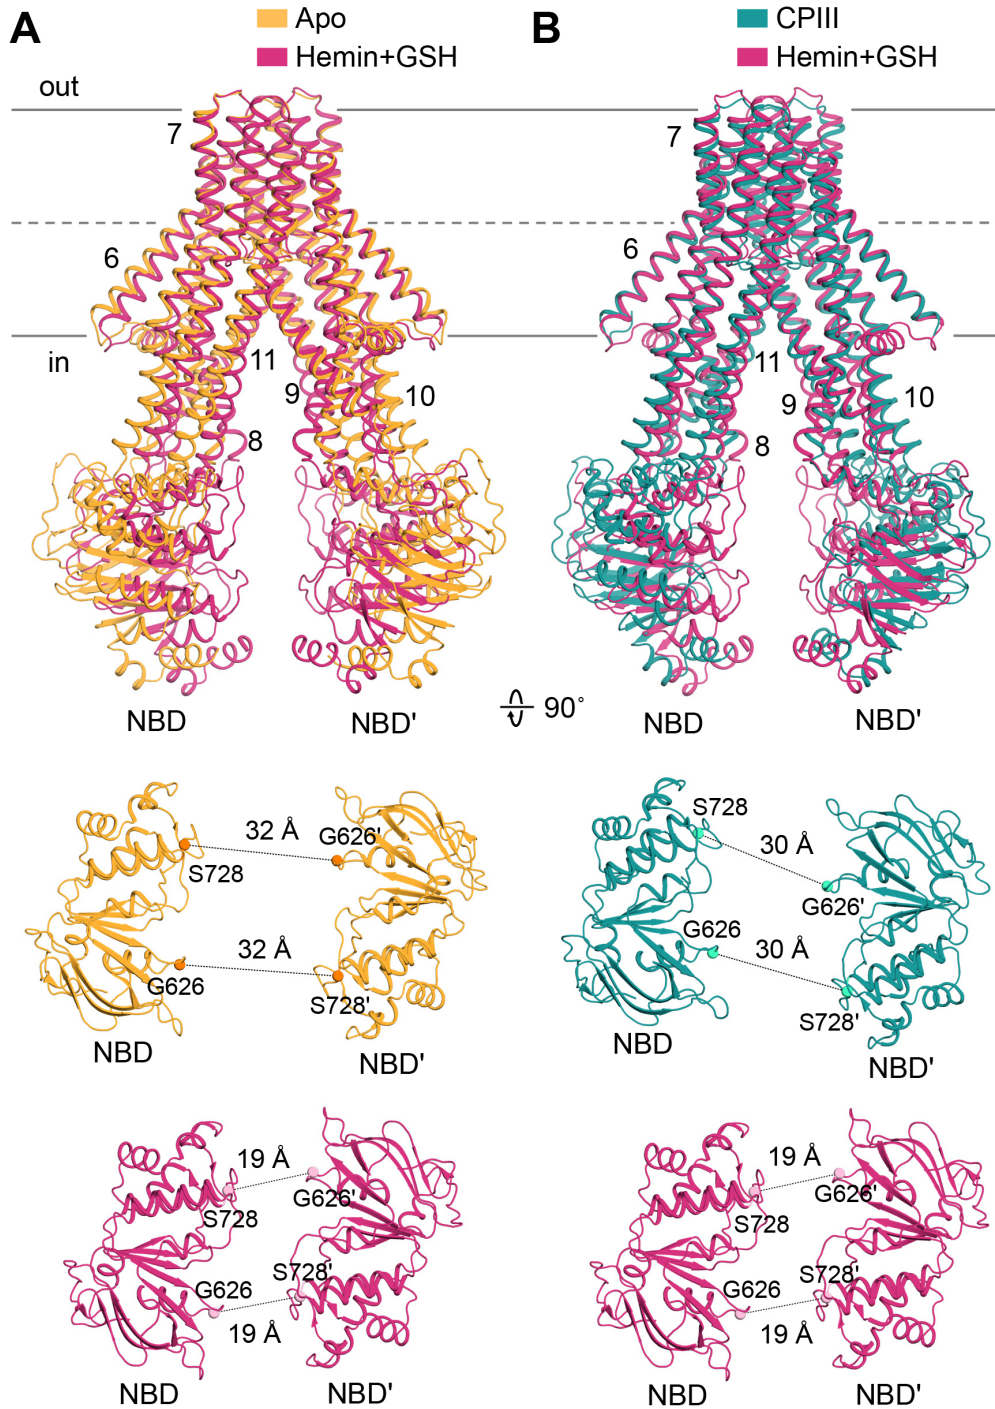 A
Apo
Hemin+GSH
B
CPIII
Hemin+GSH
out
7
7
6
6
in
11
9
10
8
11
9
10
8
NBD
NBD'
90°
NBD
NBD'
32 Å
G626'
S728
32 Å
G626
S728'
NBD
NBD'
S728
30 Å
G626'
G626
30 Å
S728'
NBD
NBD'
19 Å
G626'
S728
S728'
G626
19 Å
NBD
NBD'
19 Å
G626'
S728
S728'
G626
19 Å
NBD
NBD'